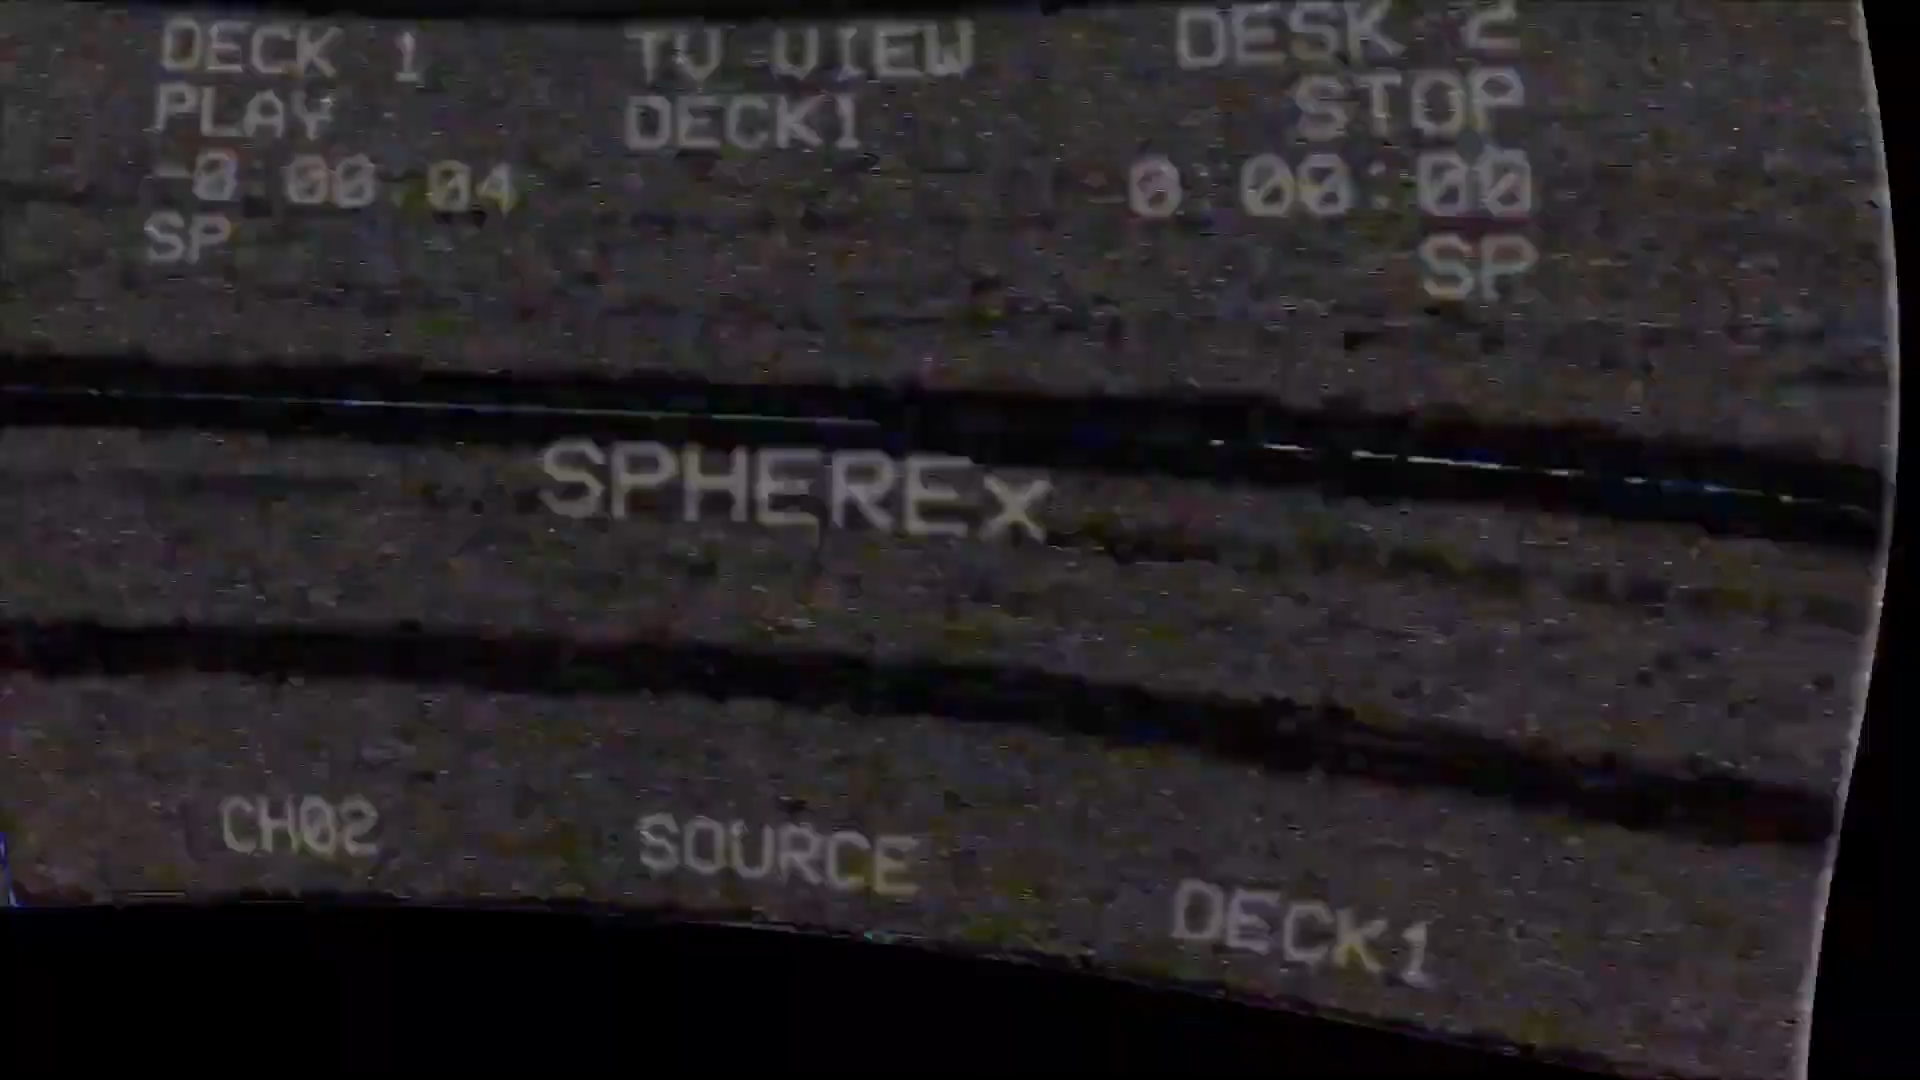 DECK 1
PLAY
-0 00 04
SP
TV VIEW
DECK1
DESK 2
STOP
0:00:00
SP
SPHEREx
CH02
SOURCE
DECK1